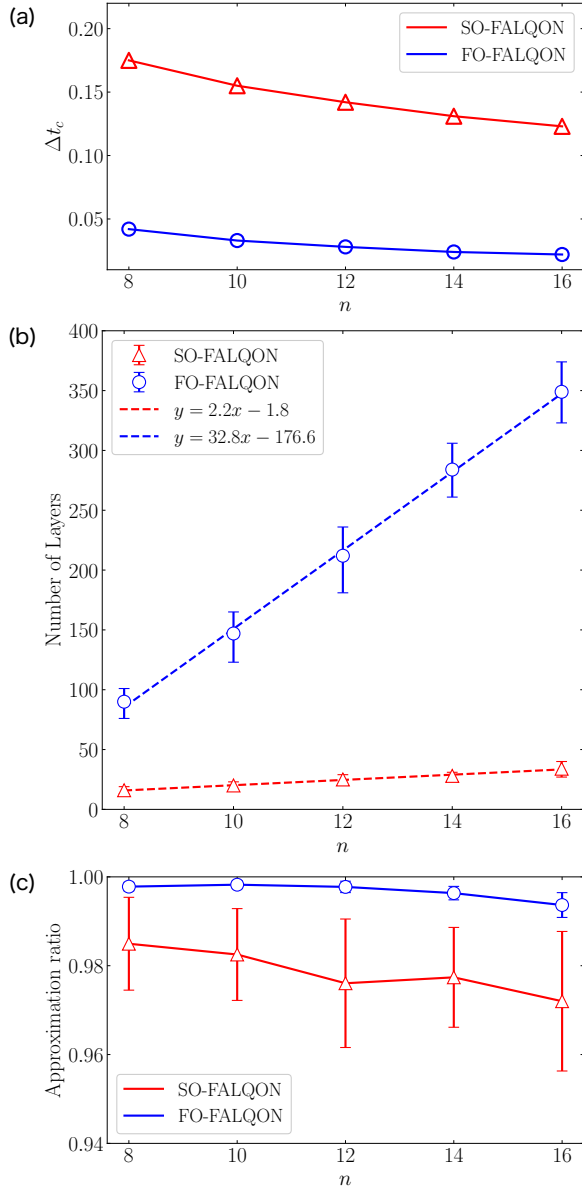 (a)
0.20
0.15
0.10
0.05
Δt_c
SO-FALQON
FO-FALQON
8 10 12 14 16
n
(b)
400
350
300
250
200
150
100
50
0
Number of Layers
SO-FALQON
FO-FALQON
y = 2.2x − 1.8
y = 32.8x − 176.6
8 10 12 14 16
n
(c)
1.00
0.98
0.96
0.94
Approximation ratio
SO-FALQON
FO-FALQON
8 10 12 14 16
n